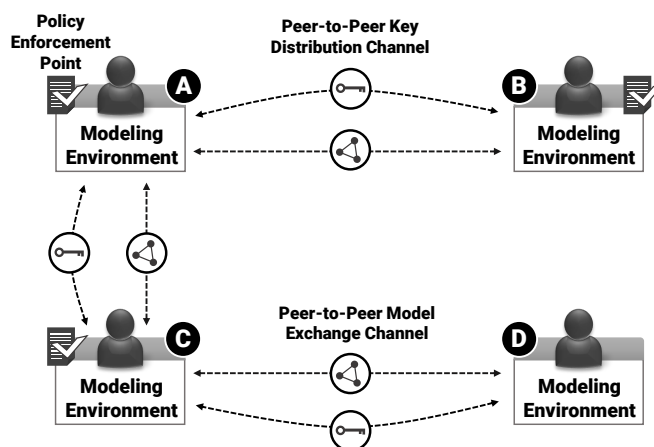 Policy
Enforcement
Point
Peer-to-Peer Key
Distribution Channel
A
B
Modeling
Environment
Modeling
Environment
Peer-to-Peer Model
Exchange Channel
C
D
Modeling
Environment
Modeling
Environment